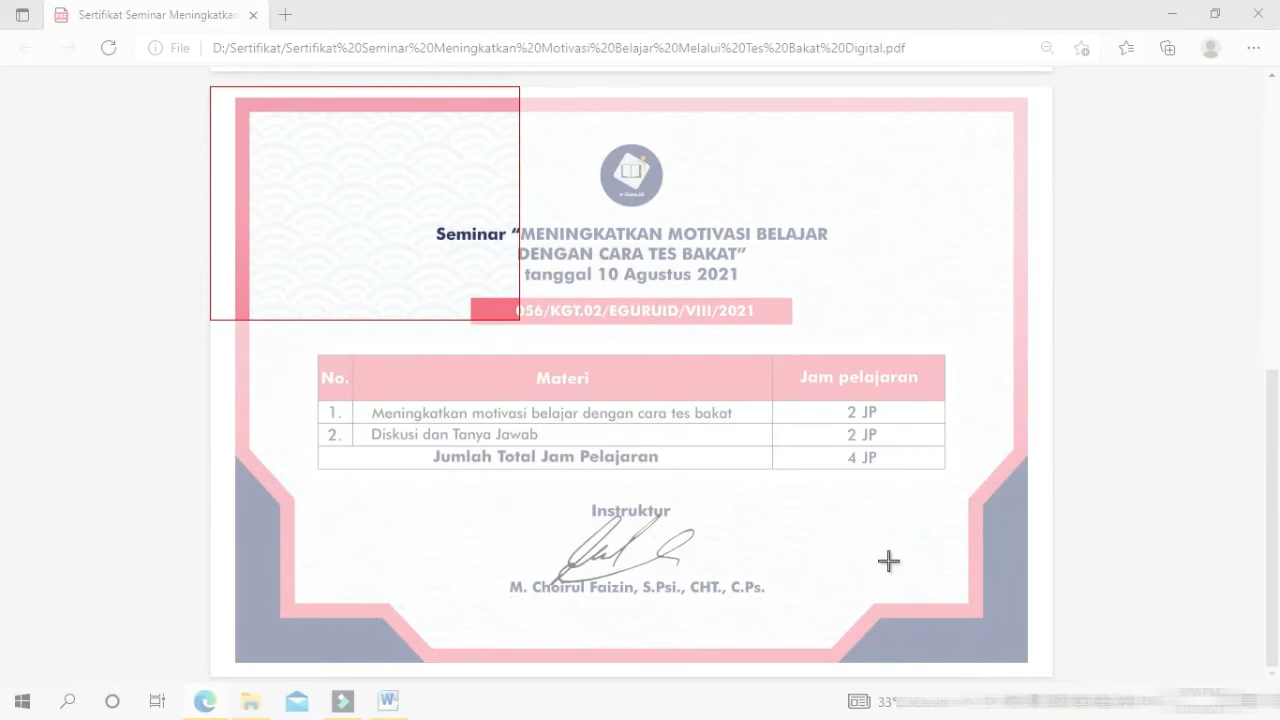 Sertifikat Seminar Meningkatkan
File
D:/Sertifikat/Sertifikat%20Seminar%20Meningkatkan%20Motivasi%20Belajar%20Melalui%20Tes%20Bakat%20Digital.pdf
e-Guru.id
Seminar “MENINGKATKAN MOTIVASI BELAJAR
DENGAN CARA TES BAKAT”
tanggal 10 Agustus 2021
056/KGT.02/EGURUID/VIII/2021
No. Materi Jam pelajaran
1. Meningkatkan motivasi belajar dengan cara tes bakat 2 JP
2. Diskusi dan Tanya Jawab 2 JP
Jumlah Total Jam Pelajaran 4 JP
Instruktur
M. Choirul Faizin, S.Psi., CHT., C.Ps.
33°